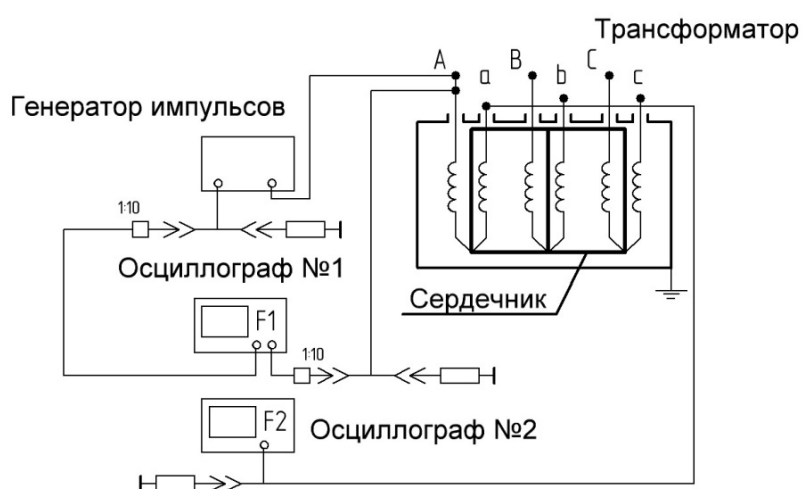 Трансформатор
A a B b C c
Генератор импульсов
1:10
Осциллограф №1
Сердечник
F1
1:10
F2
Осциллограф №2